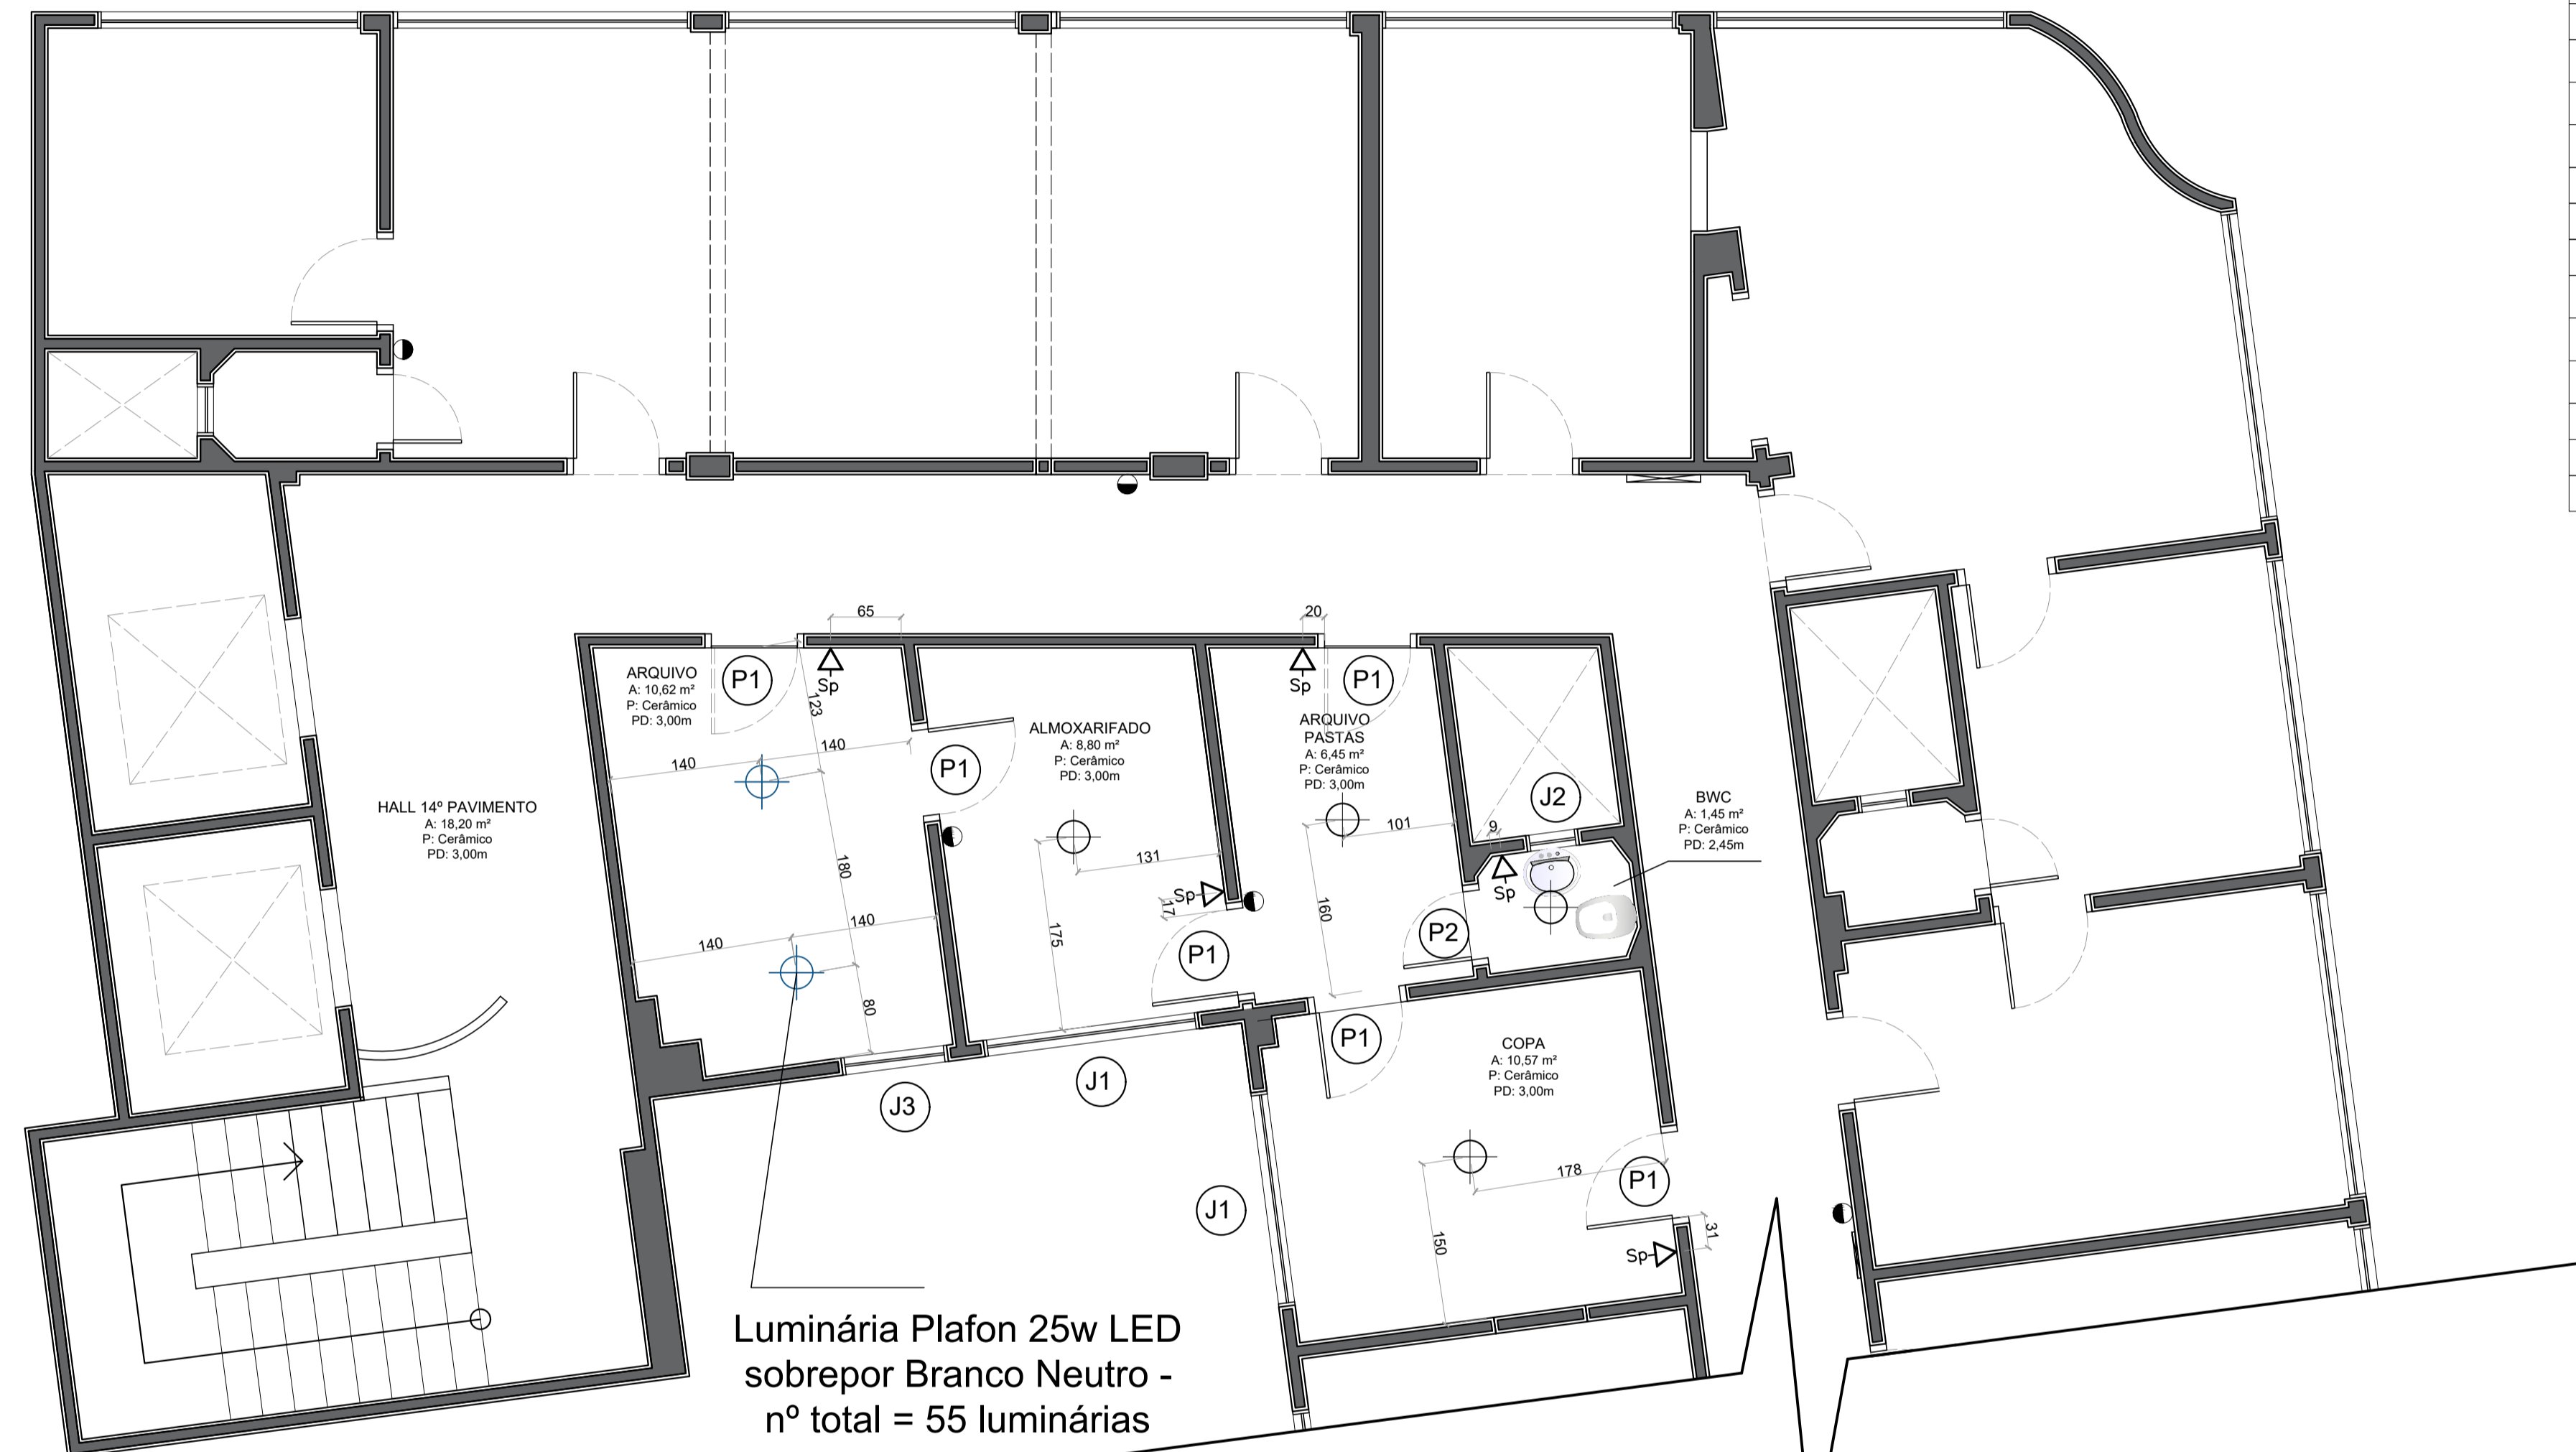 65
20
ARQUIVO
A: 10,62 m²
P: Cerâmico
PD: 3,00m
P1
Sp
123
140
140
P1
ALMOXARIFADO
A: 8,80 m²
P: Cerâmico
PD: 3,00m
Sp
P1
ARQUIVO
PASTAS
A: 6,45 m²
P: Cerâmico
PD: 3,00m
101
9
J2
BWC
A: 1,45 m²
P: Cerâmico
PD: 2,45m
HALL 14º PAVIMENTO
A: 18,20 m²
P: Cerâmico
PD: 3,00m
180
131
Sp
17
160
Sp
P2
140
140
175
P1
80
P1
COPA
A: 10,57 m²
P: Cerâmico
PD: 3,00m
J3
J1
J1
178
P1
150
31
Sp
Luminária Plafon 25w LED
sobrepor Branco Neutro -
nº total = 55 luminárias